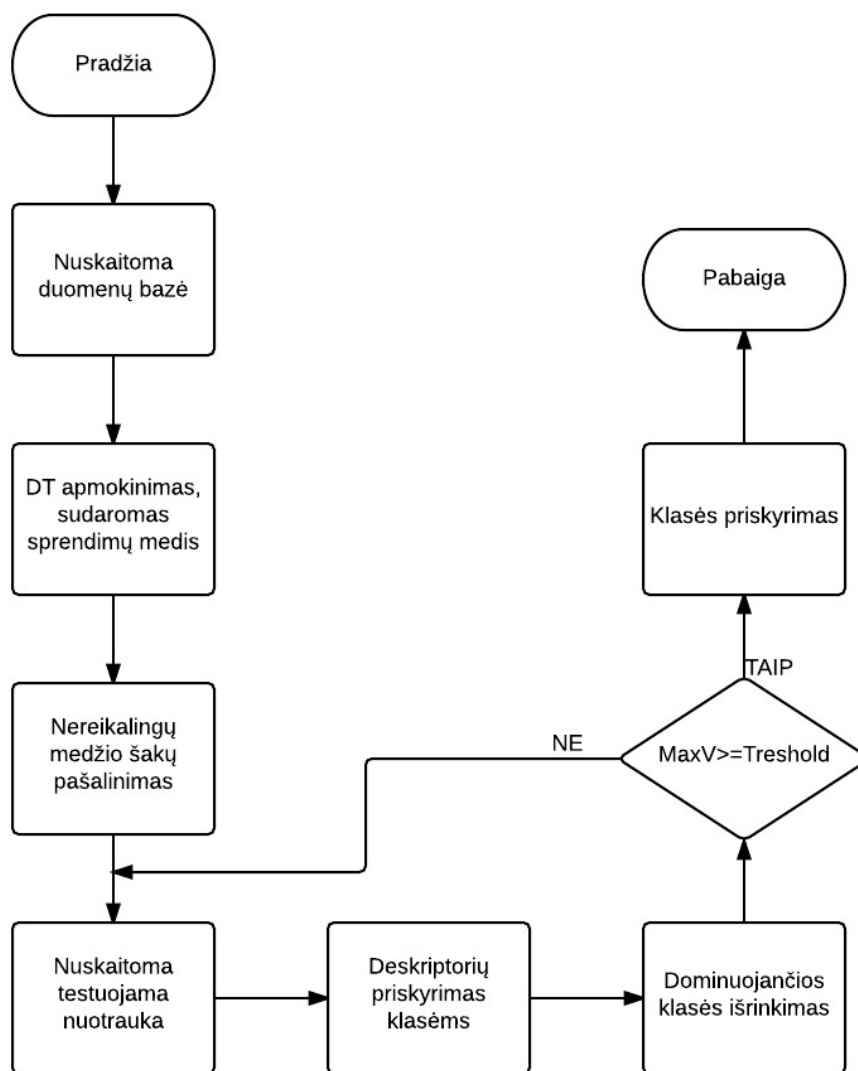 Pradžia
Nuskaitoma
duomenų bazė
DT apmokinimas,
sudaromas
sprendimų medis
Nereikalingų
medžio šakų
pašalinimas
Nuskaitoma
testuojama
nuotrauka
Deskriptorių
priskyrimas
klasėms
Dominuojančios
klasės išrinkimas
MaxV>=Treshold
NE
TAIP
Klasės priskyrimas
Pabaiga